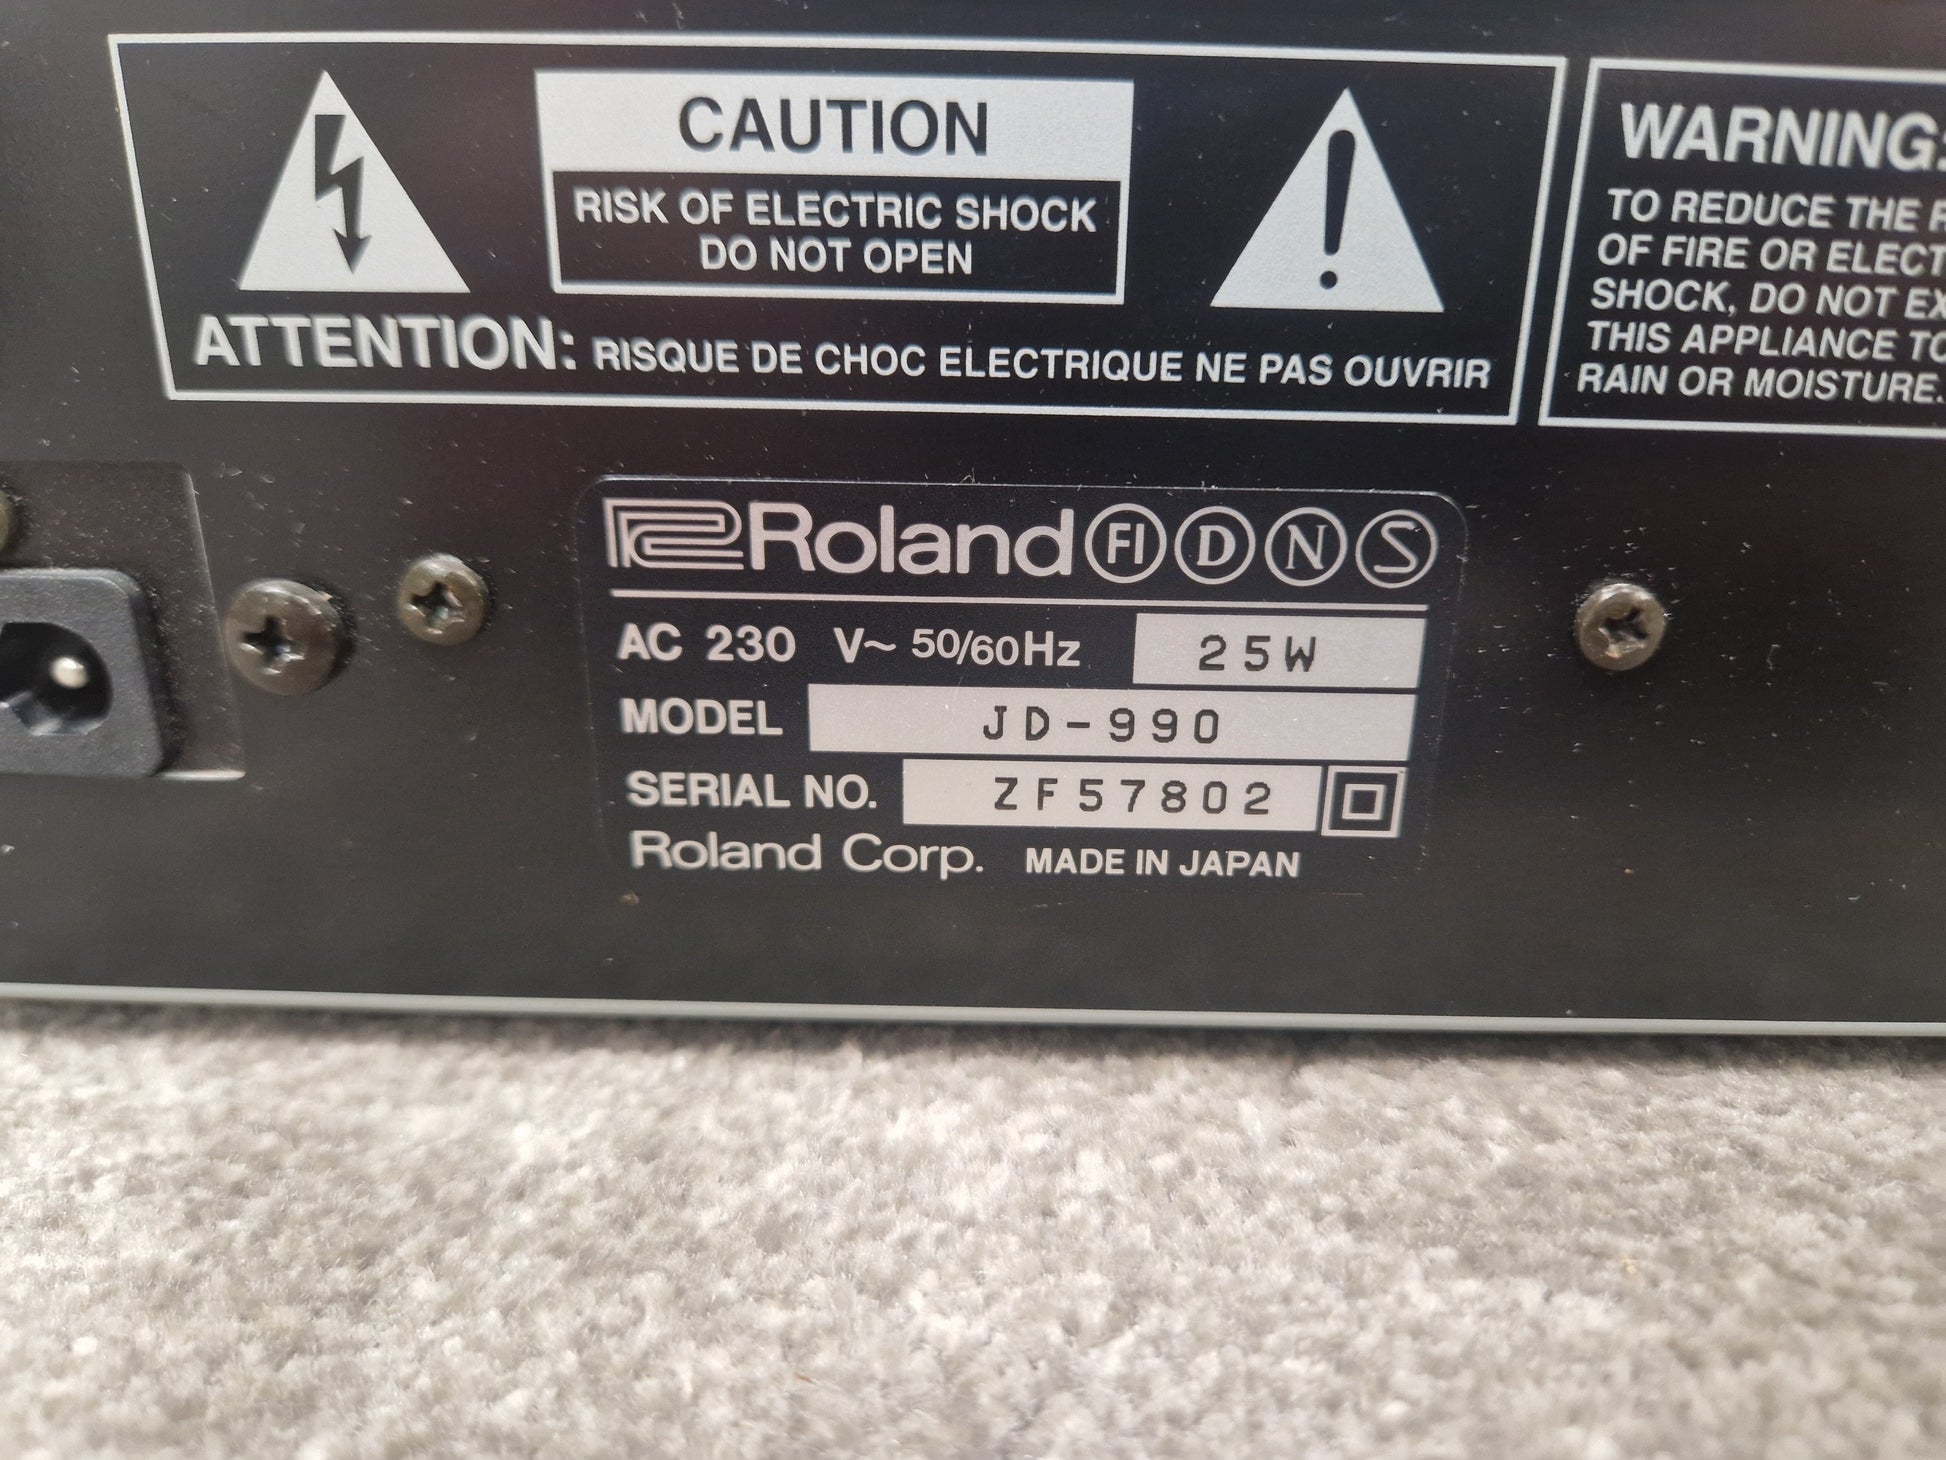 CAUTION
RISK OF ELECTRIC SHOCK
DO NOT OPEN
ATTENTION: RISQUE DE CHOC ELECTRIQUE NE PAS OUVRIR
WARNING:
TO REDUCE THE
OF FIRE OR
SHOCK, DO NOT
THIS APPLIANCE TO
RAIN OR MOISTURE.
Roland FI D N S
AC 230 V~ 50/60Hz 25W
MODEL JD-990
SERIAL NO. ZF57802
Roland Corp. MADE IN JAPAN